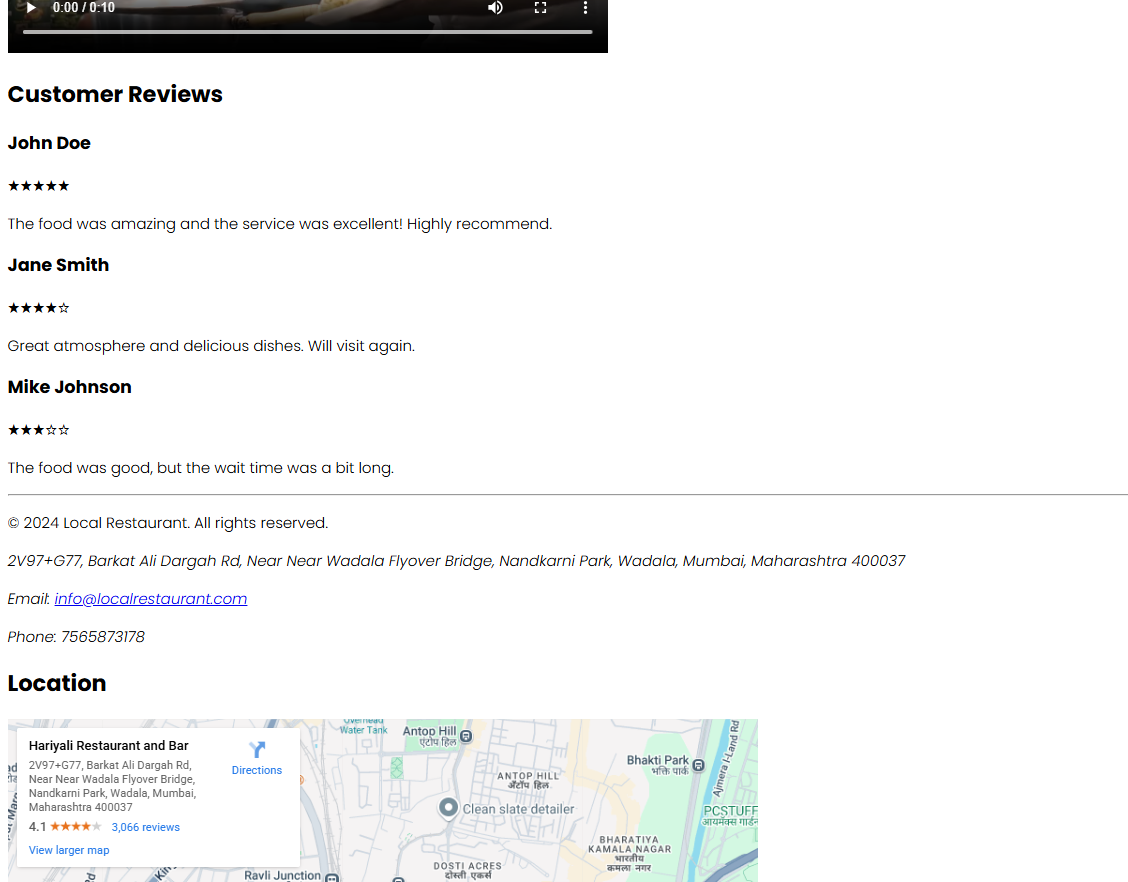 0:00 / 0:10
Customer Reviews
John Doe
★★★★★
The food was amazing and the service was excellent! Highly recommend.
Jane Smith
★★★★☆
Great atmosphere and delicious dishes. Will visit again.
Mike Johnson
★★★☆☆
The food was good, but the wait time was a bit long.
© 2024 Local Restaurant. All rights reserved.
2V97+G77, Barkat Ali Dargah Rd, Near Near Wadala Flyover Bridge, Nandkarni Park, Wadala, Mumbai, Maharashtra 400037
Email: info@localrestaurant.com
Phone: 7565873178
Location
Hariyali Restaurant and Bar
Directions
2V97+G77, Barkat Ali Dargah Rd,
Near Near Wadala Flyover Bridge,
Nandkarni Park, Wadala, Mumbai,
Maharashtra 400037
4.1 ★★★★★ 3,066 reviews
View larger map
Overhead
Water Tank
Antop Hill
एंटोप हिल
ANTOP HILL
अँटॉप हिल
Clean slate detailer
Bhakti Park
भक्ति पार्क
Ajmera I-Land Rd
PCSTUFF
आयमॅक्स गार्डन
BHARATIYA
KAMALA NAGAR
भारतीय
कमला नगर
DOSTI ACRES
दोस्ती एकर्स
Ravli Junction